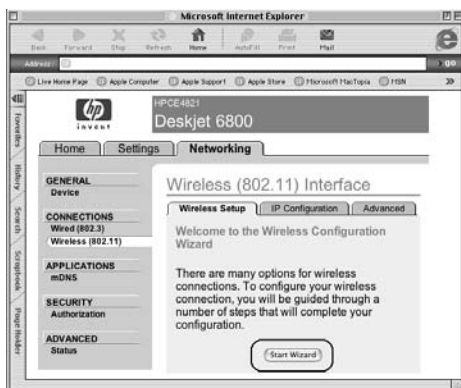 Microsoft Internet Explorer
Back Forward Stop Refresh Home AutoFill Print Mail
Address: go
Live Home Page Apple Computer Apple Support Apple Store Microsoft MacTopia MSN
Favorites
History
Search
Scrapbook
Page Holder
hp
invent
HPCE4821
Deskjet 6800
Home Settings Networking
GENERAL
Device
CONNECTIONS
Wired (802.3)
Wireless (802.11)
APPLICATIONS
mDNS
SECURITY
Authorization
ADVANCED
Status
Wireless (802.11) Interface
Wireless Setup IP Configuration Advanced
Welcome to the Wireless Configuration
Wizard
There are many options for wireless
connections. To configure your wireless
connection, you will be guided through a
number of steps that will complete your
configuration.
Start Wizard